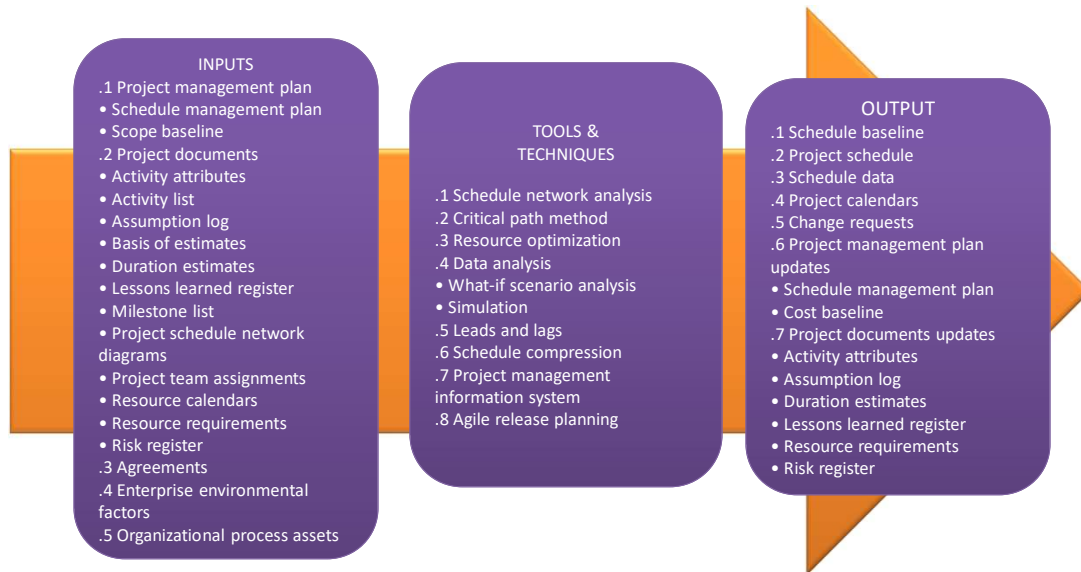 INPUTS
.1 Project management plan
• Schedule management plan
• Scope baseline
.2 Project documents
• Activity attributes
• Activity list
• Assumption log
• Basis of estimates
• Duration estimates
• Lessons learned register
• Milestone list
• Project schedule network
diagrams
• Project team assignments
• Resource calendars
• Resource requirements
• Risk register
.3 Agreements
.4 Enterprise environmental
factors
.5 Organizational process assets
TOOLS &
TECHNIQUES
.1 Schedule network analysis
.2 Critical path method
.3 Resource optimization
.4 Data analysis
• What-if scenario analysis
• Simulation
.5 Leads and lags
.6 Schedule compression
.7 Project management
information system
.8 Agile release planning
OUTPUT
.1 Schedule baseline
.2 Project schedule
.3 Schedule data
.4 Project calendars
.5 Change requests
.6 Project management plan
updates
• Schedule management plan
• Cost baseline
.7 Project documents updates
• Activity attributes
• Assumption log
• Duration estimates
• Lessons learned register
• Resource requirements
• Risk register